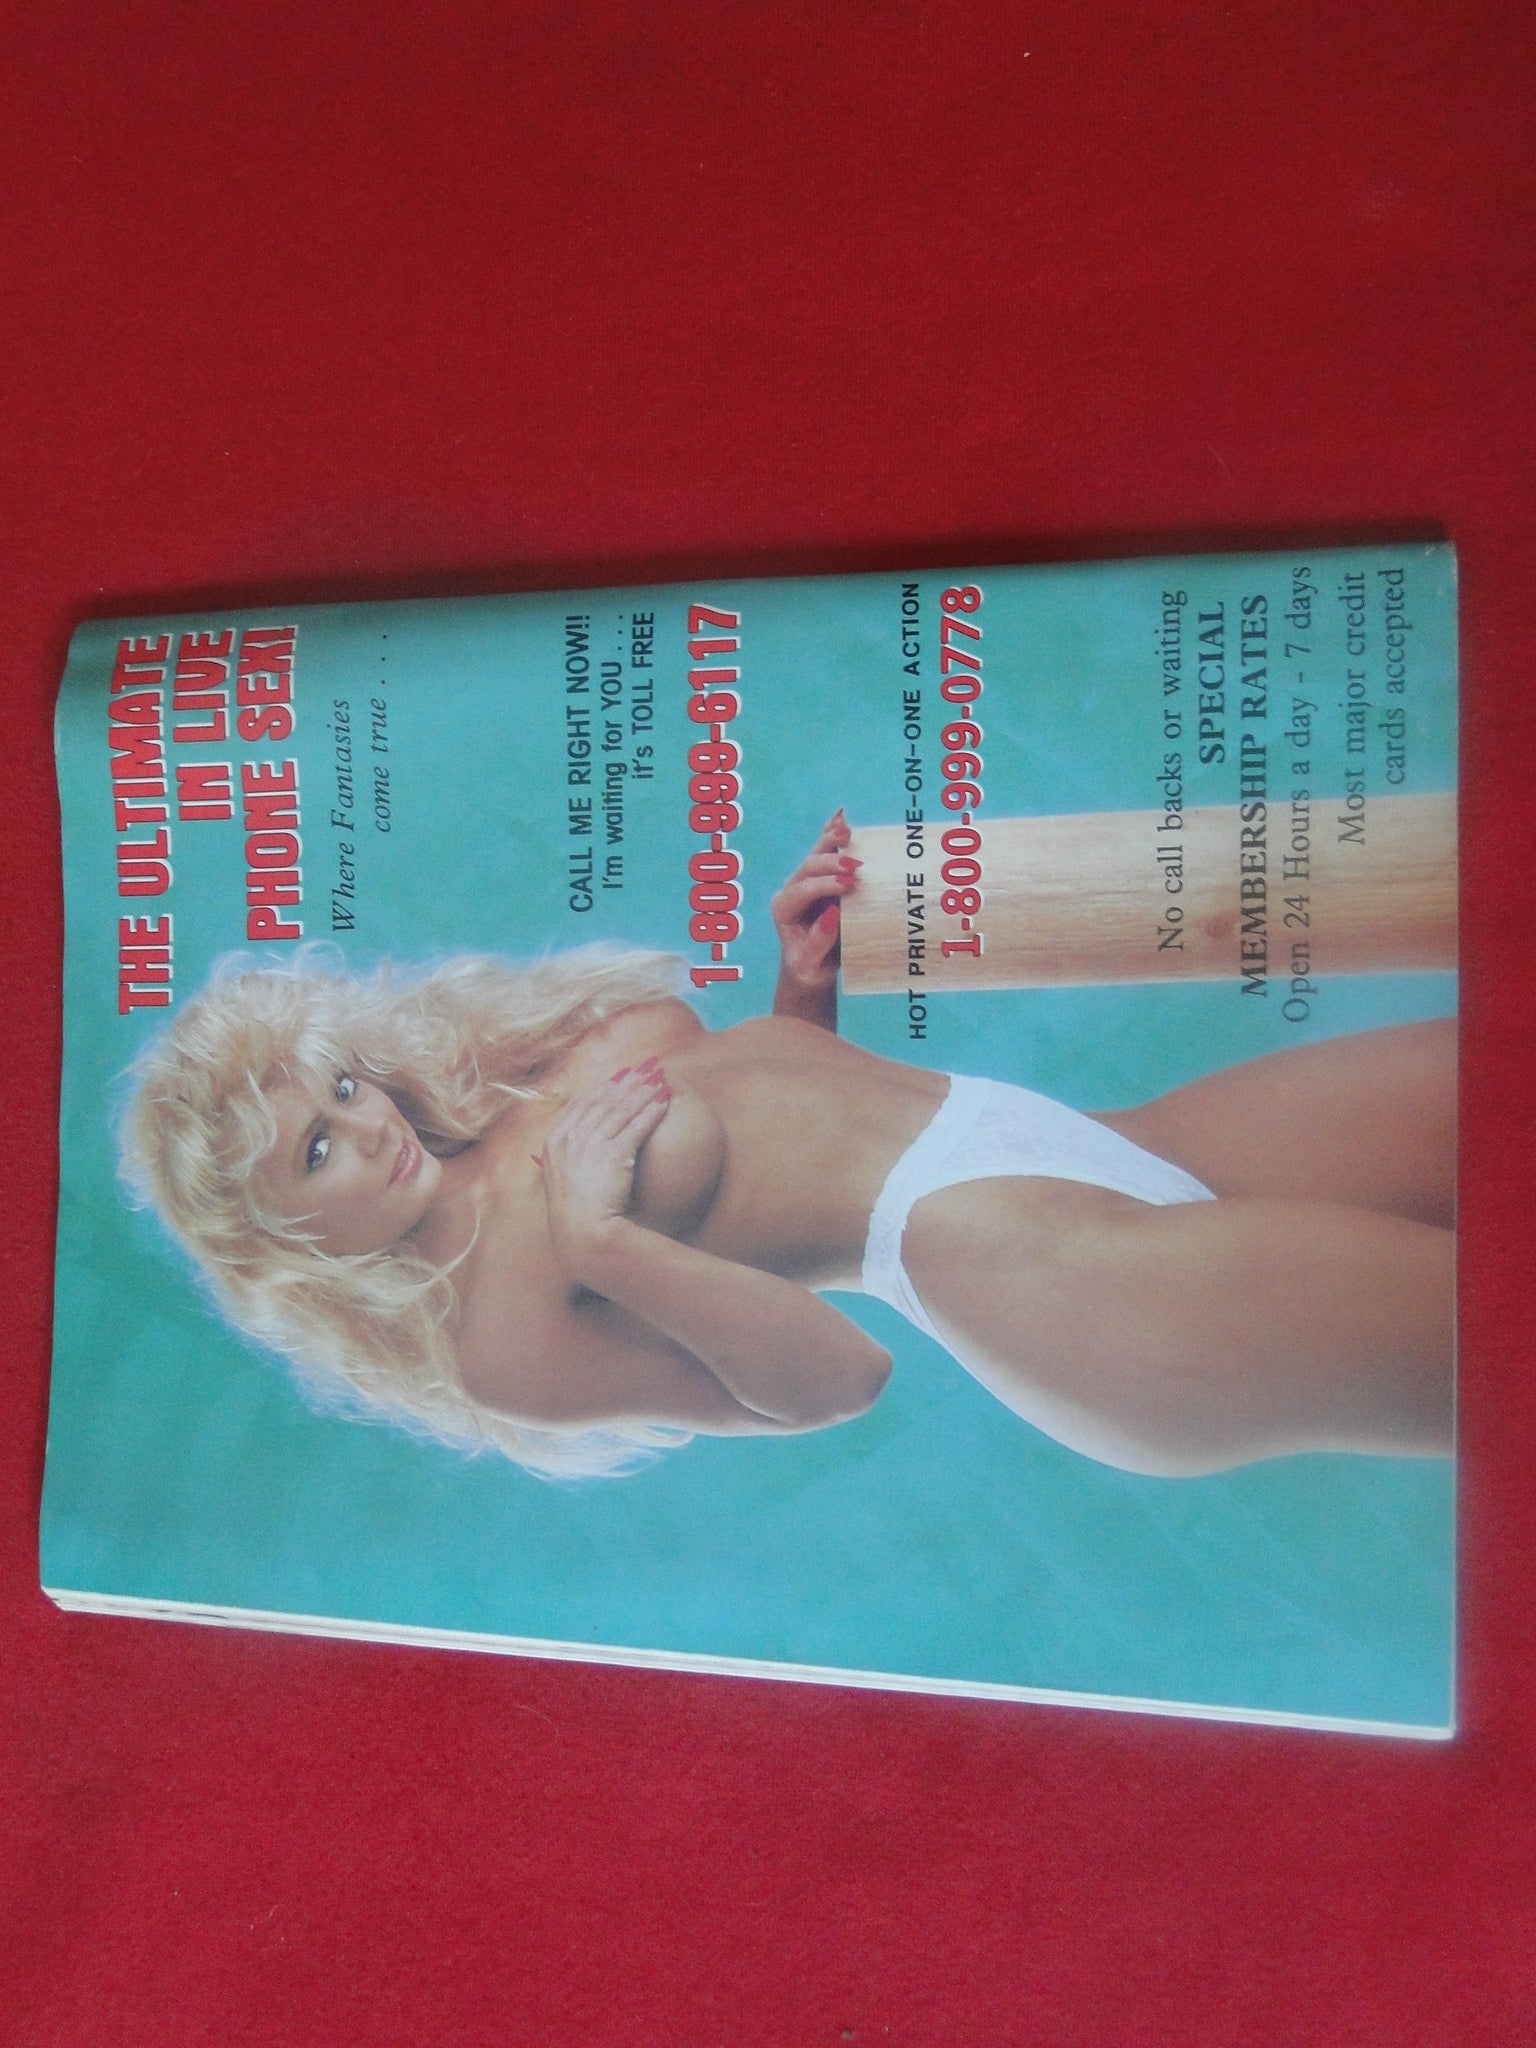 THE ULTIMATE
IN LIVE
PHONE SEX!
Where Fantasies
come true . . . .
CALL ME RIGHT NOW!!
I'm waiting for YOU . . .
it's TOLL FREE
1-800-999-6117
HOT PRIVATE ONE-ON-ONE ACTION
1-800-999-0778
No call backs or waiting
SPECIAL
MEMBERSHIP RATES
Open 24 Hours a day - 7 days
Most major credit
cards accepted